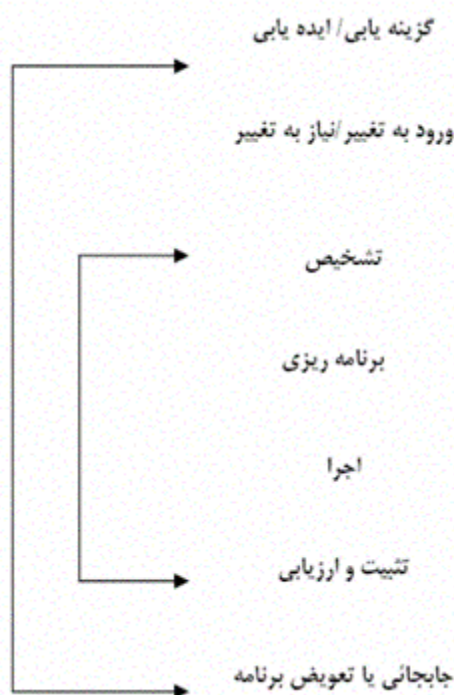 گزینه یابی/ ایده یابی
ورود به تغییر/نیاز به تغییر
تشخیص
برنامه ریزی
اجرا
تثبیت و ارزیابی
جابجائی یا تعویض برنامه